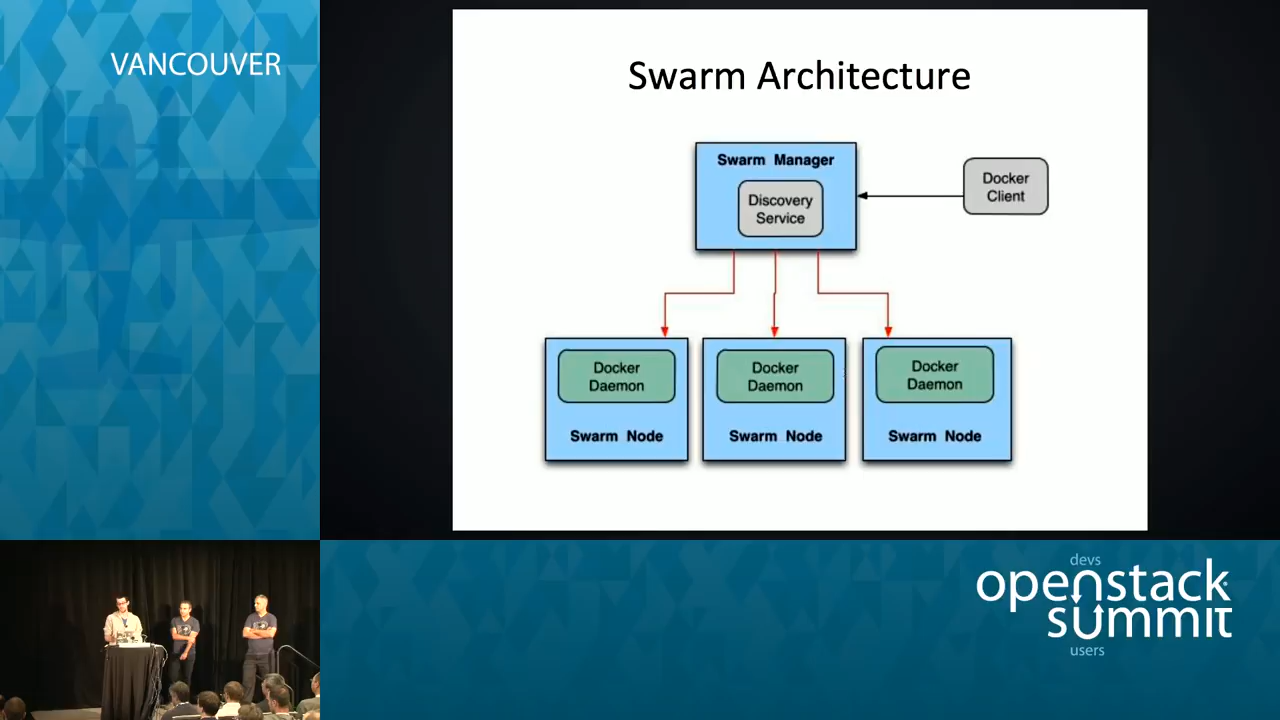 VANCOUVER
Swarm Architecture
Swarm Manager
Discovery
Service
Docker
Client
Docker
Daemon
Swarm Node
Docker
Daemon
Swarm Node
Docker
Daemon
Swarm Node
devs
openstack
summit
users